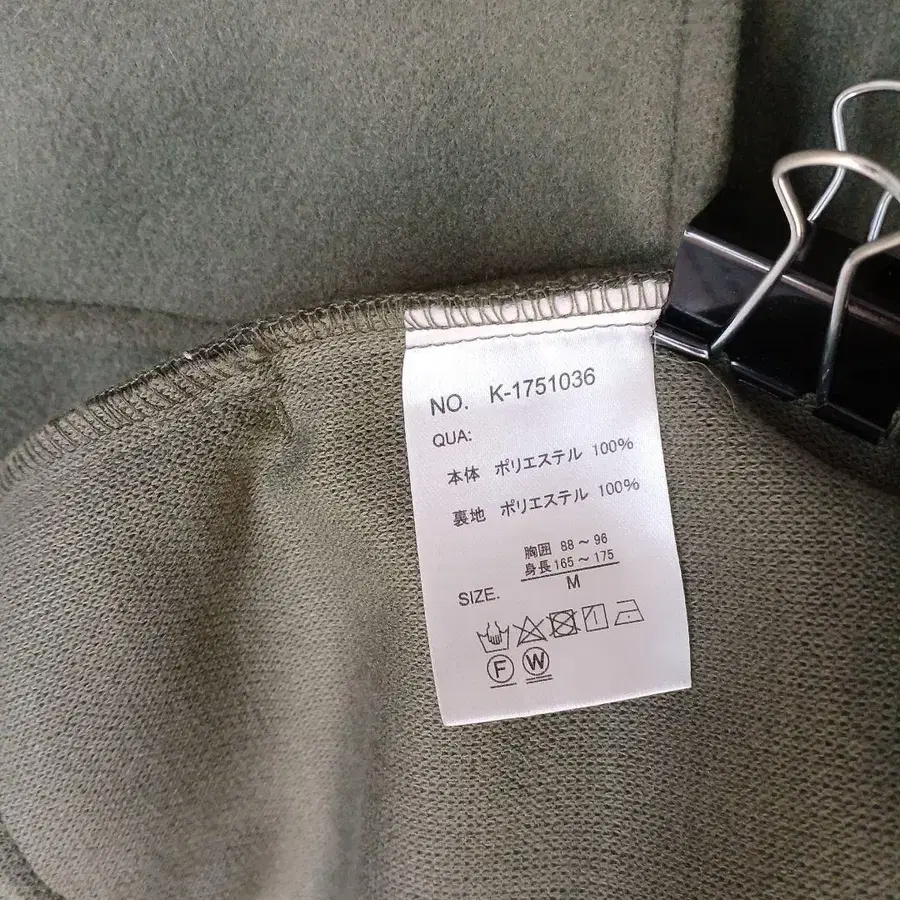 NO. K-1751036
QUA:
本体 ポリエステル 100%
裏地 ポリエステル 100%
胸囲 88～96
身長 165～175
SIZE. M
F W